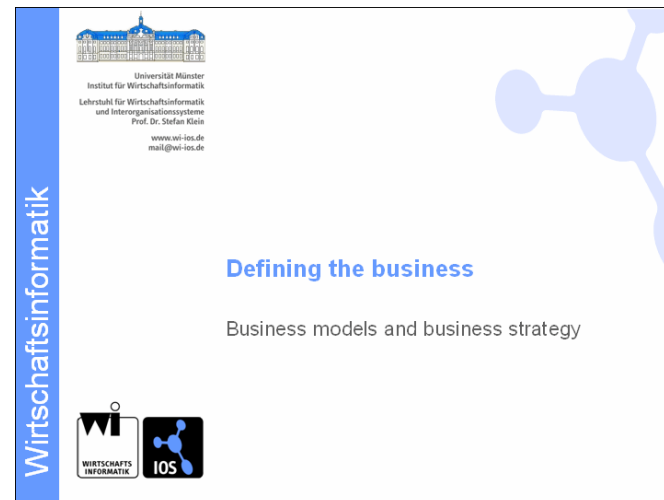 Universität Münster
Institut für Wirtschaftsinformatik
Lehrstuhl für Wirtschaftsinformatik
und Interorganisationssysteme
Prof. Dr. Stefan Klein
www.wi-ios.de
mail@wi-ios.de
Wirtschaftsinformatik
Defining the business
Business models and business strategy
wi
WIRTSCHAFTS
INFORMATIK
IOS